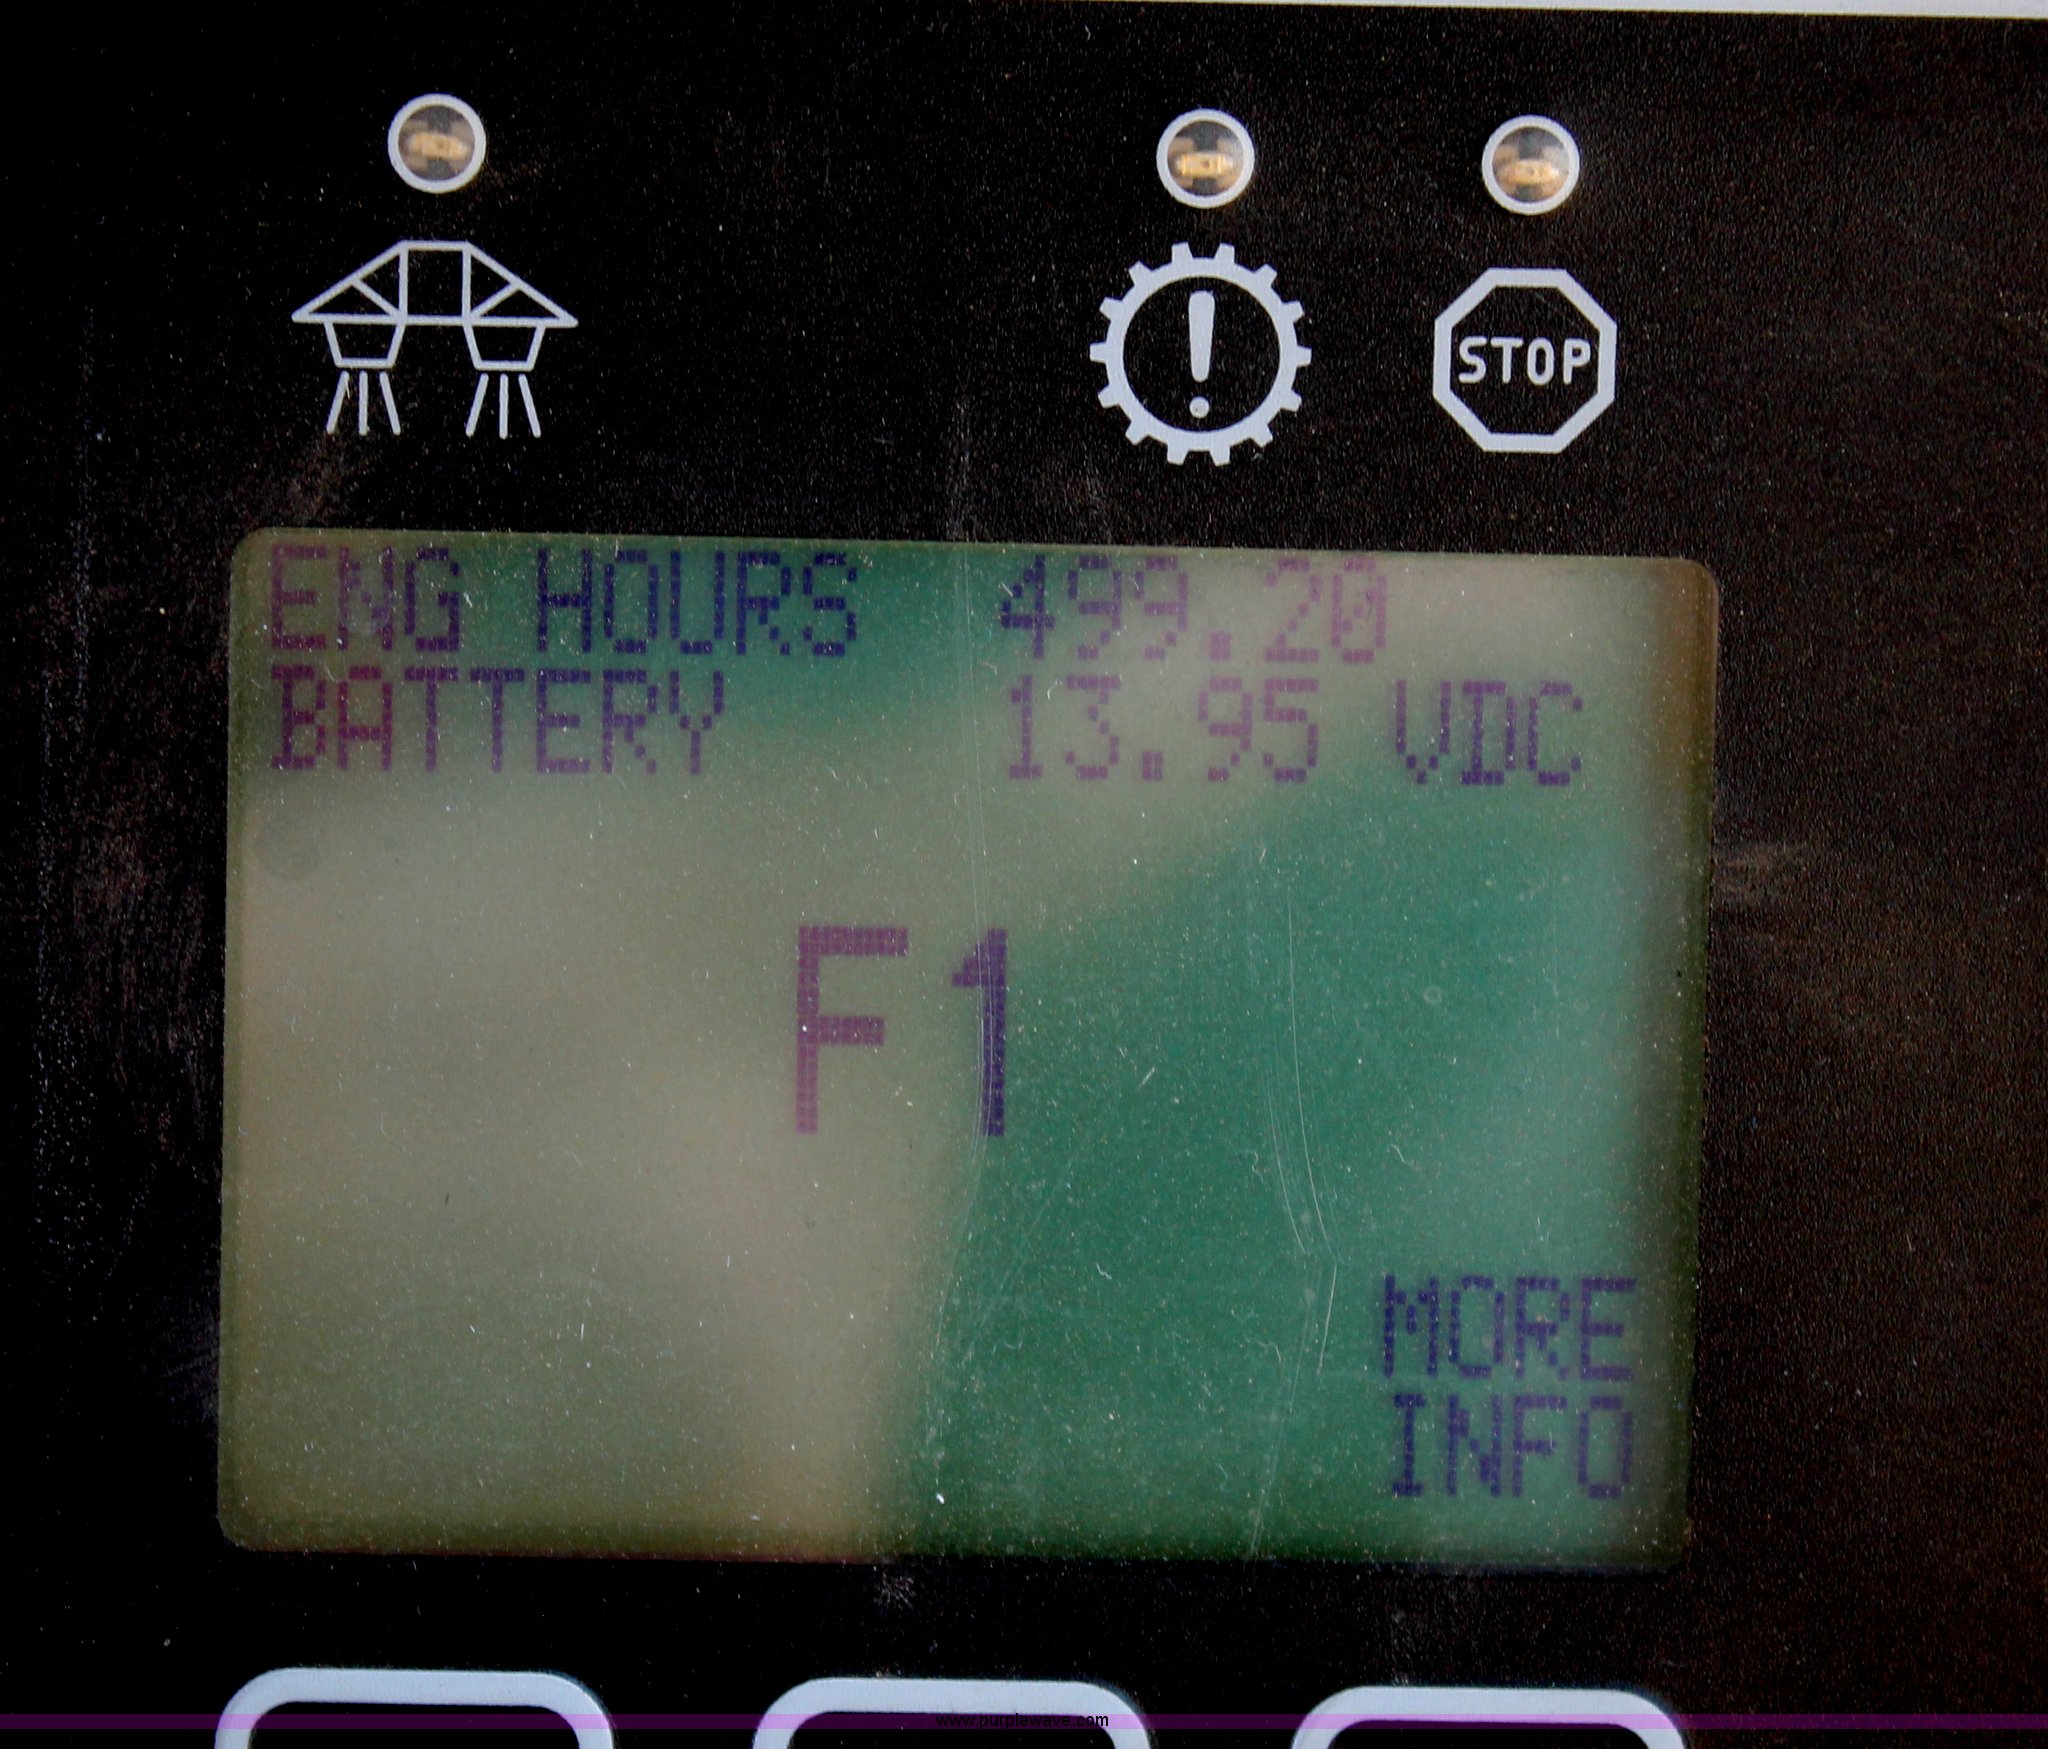 STOP
ENG HOURS 499.20
BATTERY 13.95 VDC
F1
MORE
INFO
www.purplewave.com